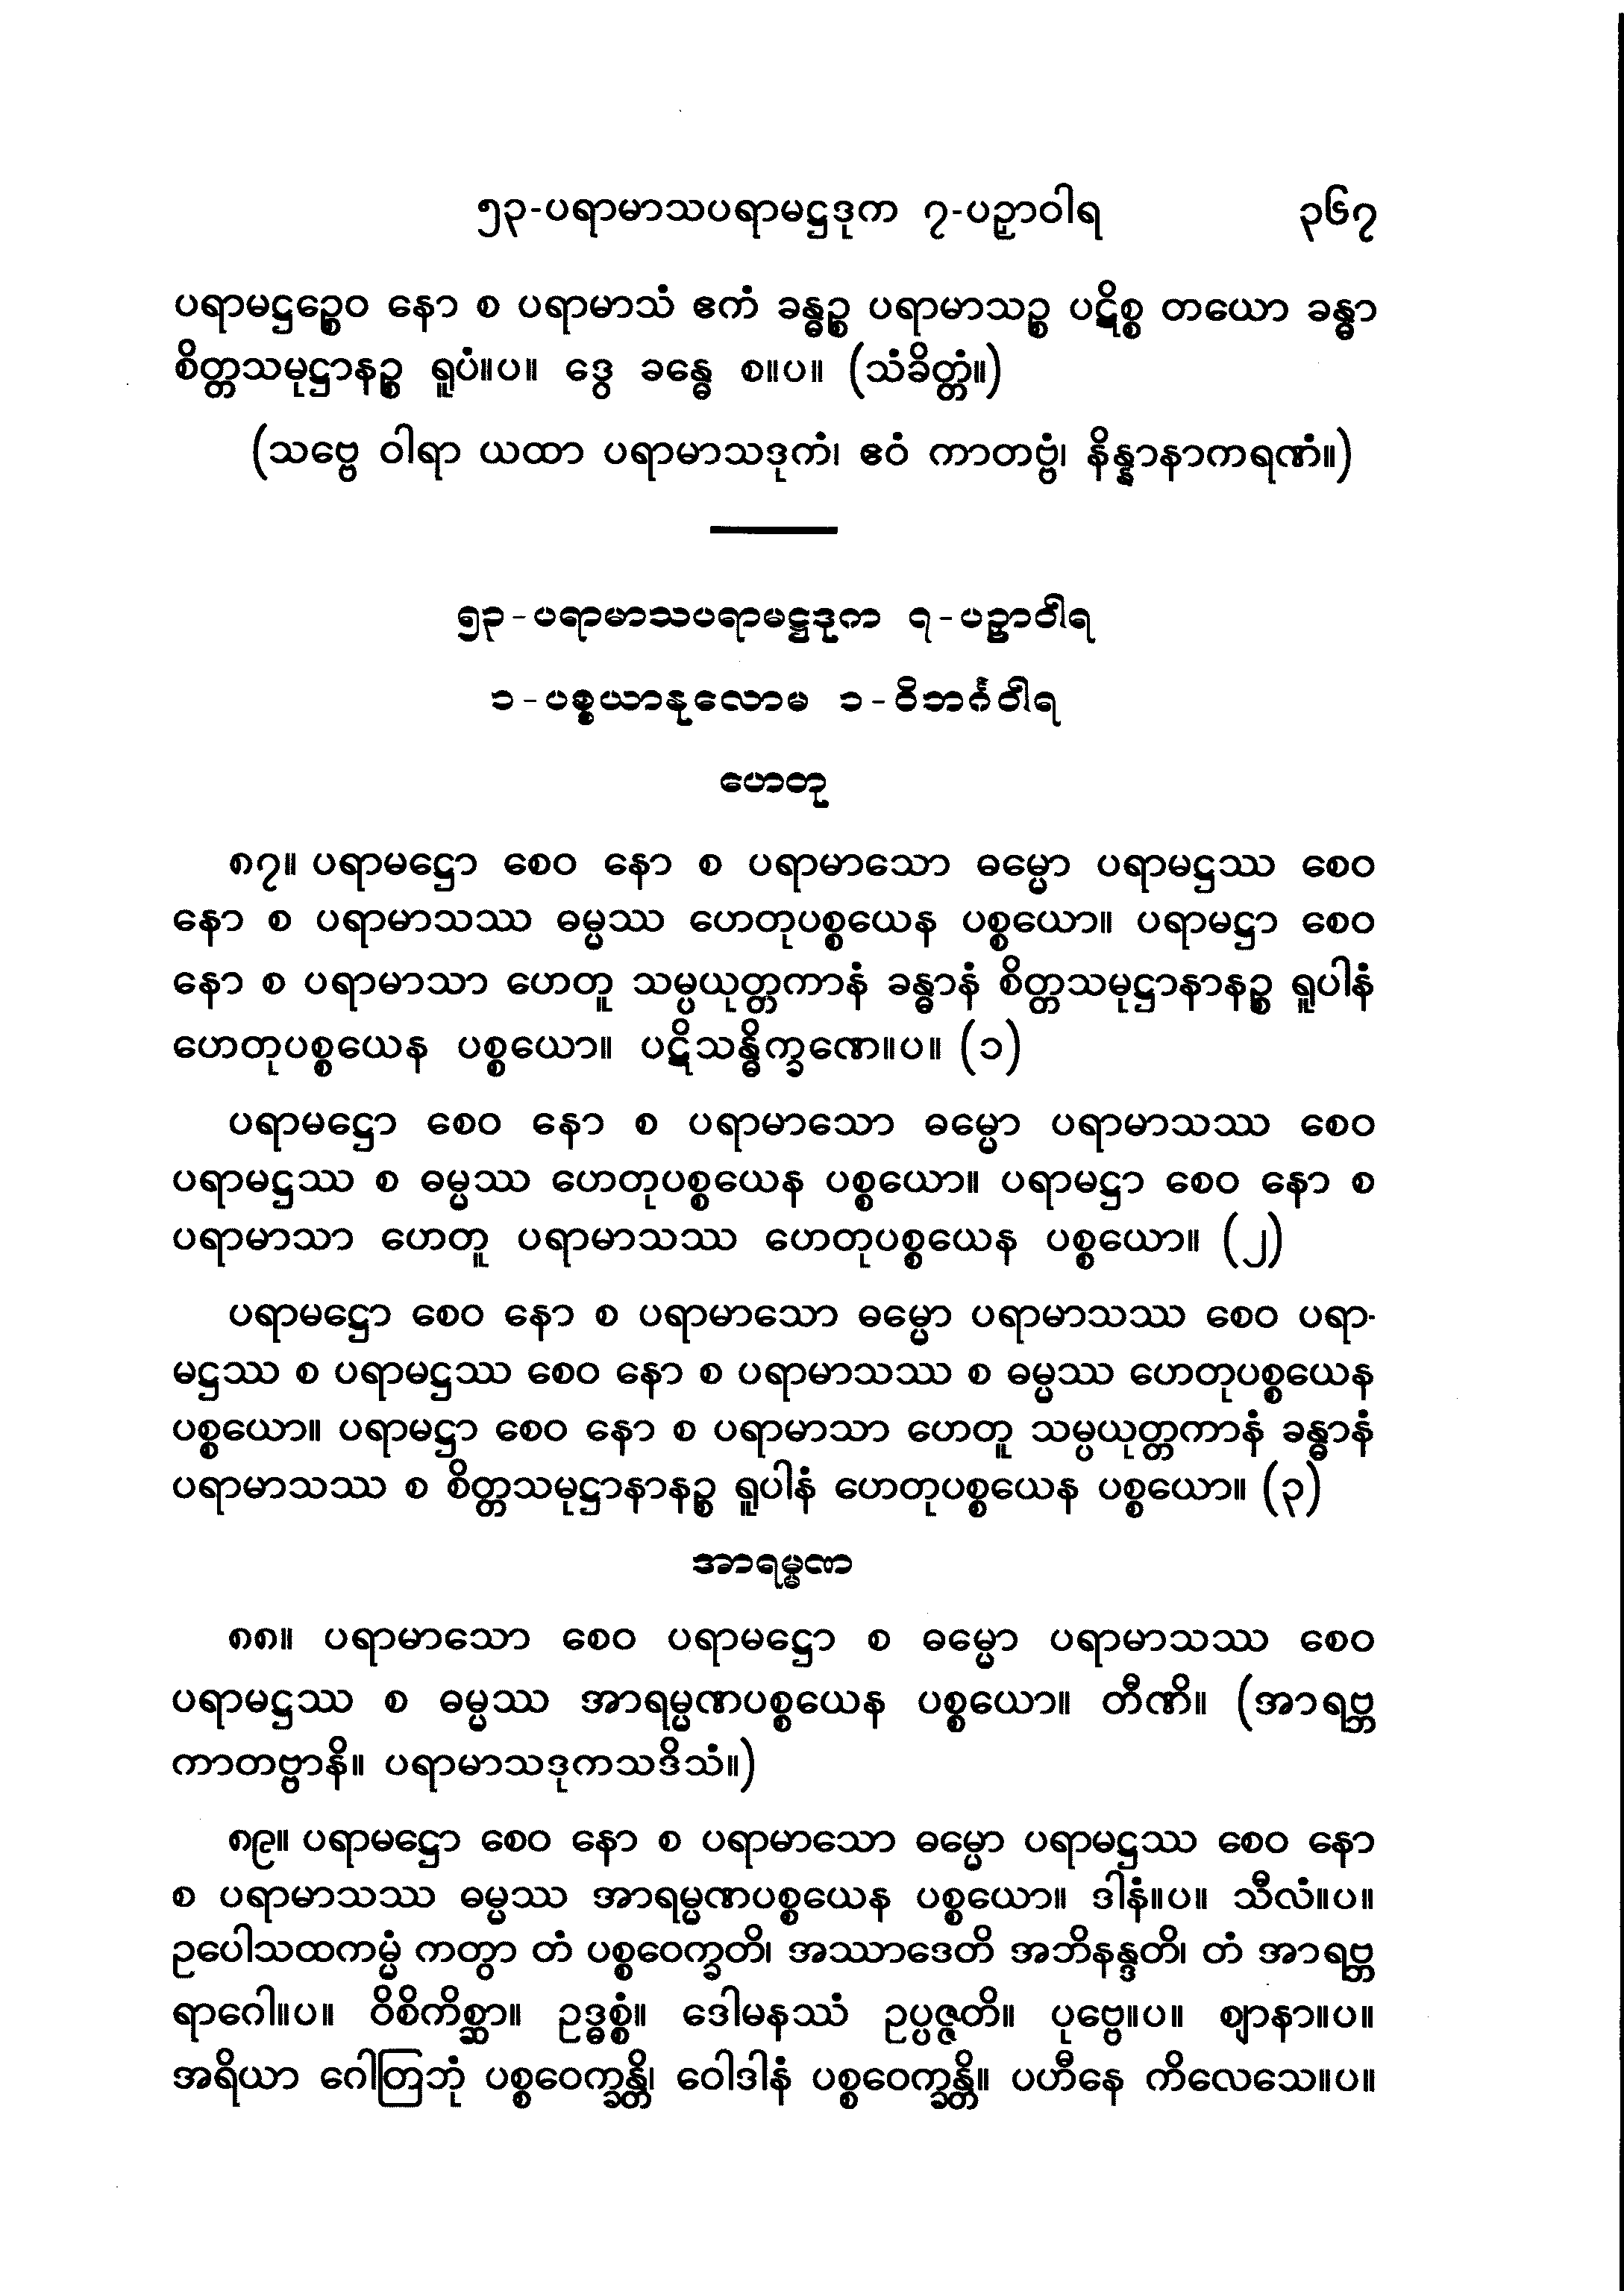 ၅၃-ပရာမာသပရာမဋ္ဌဒုက ၇-ပဉှာဝါရ ၃၆၇
ပရာမဋ္ဌဉ္စေဝ နော စ ပရာမာသံ ဧကံ ခန္ဓဉ္စ ပရာမာသဉ္စ ပဋိစ္စ တယော ခန္ဓာ
စိတ္တသမုဋ္ဌာနဉ္စ ရူပံ။ပ။ ဒွေ ခန္ဓေ စ။ပ။ (သံခိတ္တံ။)
(သဗ္ဗေ ဝါရာ ယထာ ပရာမာသဒုကံ၊ ဧဝံ ကာတဗ္ဗံ၊ နိန္နာနာကရဏံ။)
၅၃-ပရာမာသပရာမဋ္ဌဒုက ၇-ပဉှာဝါရ
၁-ပစ္စယာနုလောမ ၁-ဝိဘင်္ဂဝါရ
ဟေတု
၈၇။ ပရာမဋ္ဌော စေဝ နော စ ပရာမာသော ဓမ္မော ပရာမဋ္ဌဿ စေဝ
နော စ ပရာမာသဿ ဓမ္မဿ ဟေတုပစ္စယေန ပစ္စယော။ ပရာမဋ္ဌာ စေဝ
နော စ ပရာမာသာ ဟေတူ သမ္ပယုတ္တကာနံ ခန္ဓာနံ စိတ္တသမုဋ္ဌာနာနဉ္စ ရူပါနံ
ဟေတုပစ္စယေန ပစ္စယော။ ပဋိသန္ဓိက္ခဏေ။ပ။ (၁)
ပရာမဋ္ဌော စေဝ နော စ ပရာမာသော ဓမ္မော ပရာမာသဿ စေဝ
ပရာမဋ္ဌဿ စ ဓမ္မဿ ဟေတုပစ္စယေန ပစ္စယော။ ပရာမဋ္ဌာ စေဝ နော စ
ပရာမာသာ ဟေတူ ပရာမာသဿ ဟေတုပစ္စယေန ပစ္စယော။ (၂)
ပရာမဋ္ဌော စေဝ နော စ ပရာမာသော ဓမ္မော ပရာမာသဿ စေဝ ပရာ-
မဋ္ဌဿ စ ပရာမဋ္ဌဿ စေဝ နော စ ပရာမာသဿ စ ဓမ္မဿ ဟေတုပစ္စယေန
ပစ္စယော။ ပရာမဋ္ဌာ စေဝ နော စ ပရာမာသာ ဟေတူ သမ္ပယုတ္တကာနံ ခန္ဓာနံ
ပရာမာသဿ စ စိတ္တသမုဋ္ဌာနာနဉ္စ ရူပါနံ ဟေတုပစ္စယေန ပစ္စယော။ (၃)
အာရမ္မဏ
၈၈။ ပရာမာသော စေဝ ပရာမဋ္ဌော စ ဓမ္မော ပရာမာသဿ စေဝ
ပရာမဋ္ဌဿ စ ဓမ္မဿ အာရမ္မဏပစ္စယေန ပစ္စယော။ တီဏိ။ (အာရဗ္ဘ
ကာတဗ္ဗာနိ။ ပရာမာသဒုကသဒိသံ။)
၈၉။ ပရာမဋ္ဌော စေဝ နော စ ပရာမာသော ဓမ္မော ပရာမဋ္ဌဿ စေဝ နော
စ ပရာမာသဿ ဓမ္မဿ အာရမ္မဏပစ္စယေန ပစ္စယော။ ဒါနံ။ပ။ သီလံ။ပ။
ဥပေါသထကမ္မံ ကတွာ တံ ပစ္စဝေက္ခတိ၊ အဿာဒေတိ အဘိနန္ဒတိ၊ တံ အာရဗ္ဘ
ရာဂေါ။ပ။ ဝိစိကိစ္ဆာ။ ဥဒ္ဓစ္စံ။ ဒေါမနဿံ ဥပ္ပဇ္ဇတိ။ ပုဗ္ဗေ။ပ။ ဈာနာ။ပ။
အရိယာ ဂေါတြဘုံ ပစ္စဝေက္ခန္တိ၊ ဝေါဒါနံ ပစ္စဝေက္ခန္တိ။ ပဟီနေ ကိလေသေ။ပ။